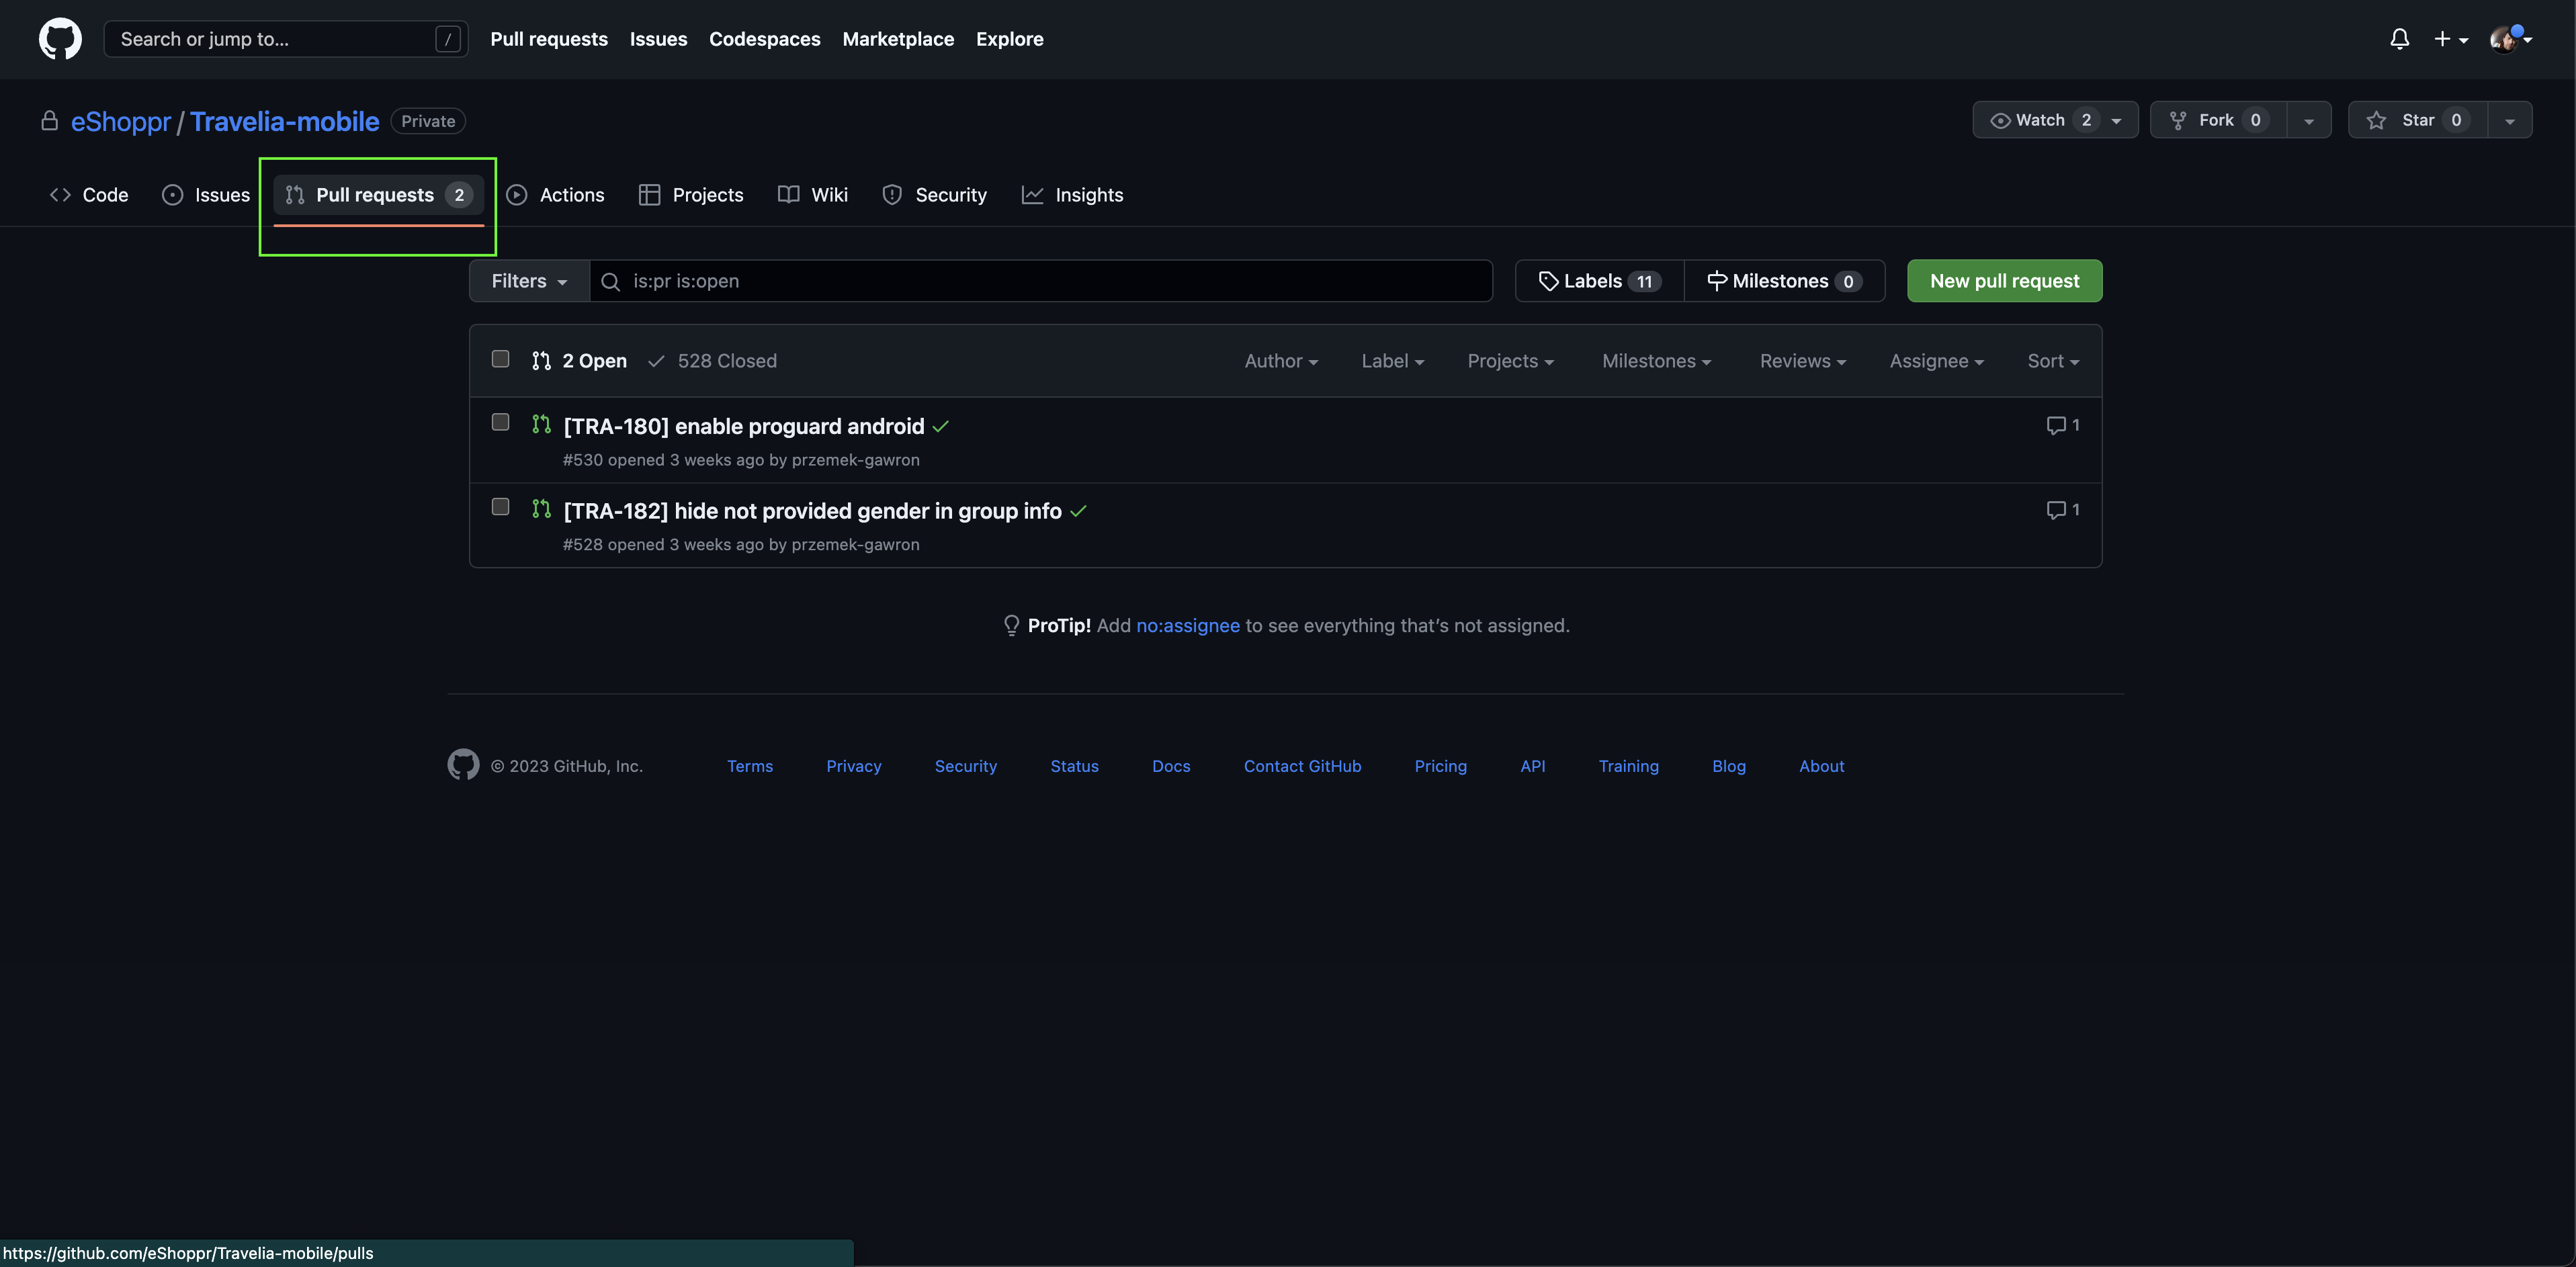 Search or jump to... / Pull requests Issues Codespaces Marketplace Explore
eShoppr / Travelia-mobile Private Watch 2 Fork 0 Star 0
Code Issues Pull requests 2 Actions Projects Wiki Security Insights
Filters is:pr is:open Labels 11 Milestones 0 New pull request
2 Open 528 Closed Author Label Projects Milestones Reviews Assignee Sort
[TRA-180] enable proguard android 1
#530 opened 3 weeks ago by przemek-gawron
[TRA-182] hide not provided gender in group info 1
#528 opened 3 weeks ago by przemek-gawron
ProTip! Add no:assignee to see everything that’s not assigned.
© 2023 GitHub, Inc. Terms Privacy Security Status Docs Contact GitHub Pricing API Training Blog About
https://github.com/eShoppr/Travelia-mobile/pulls